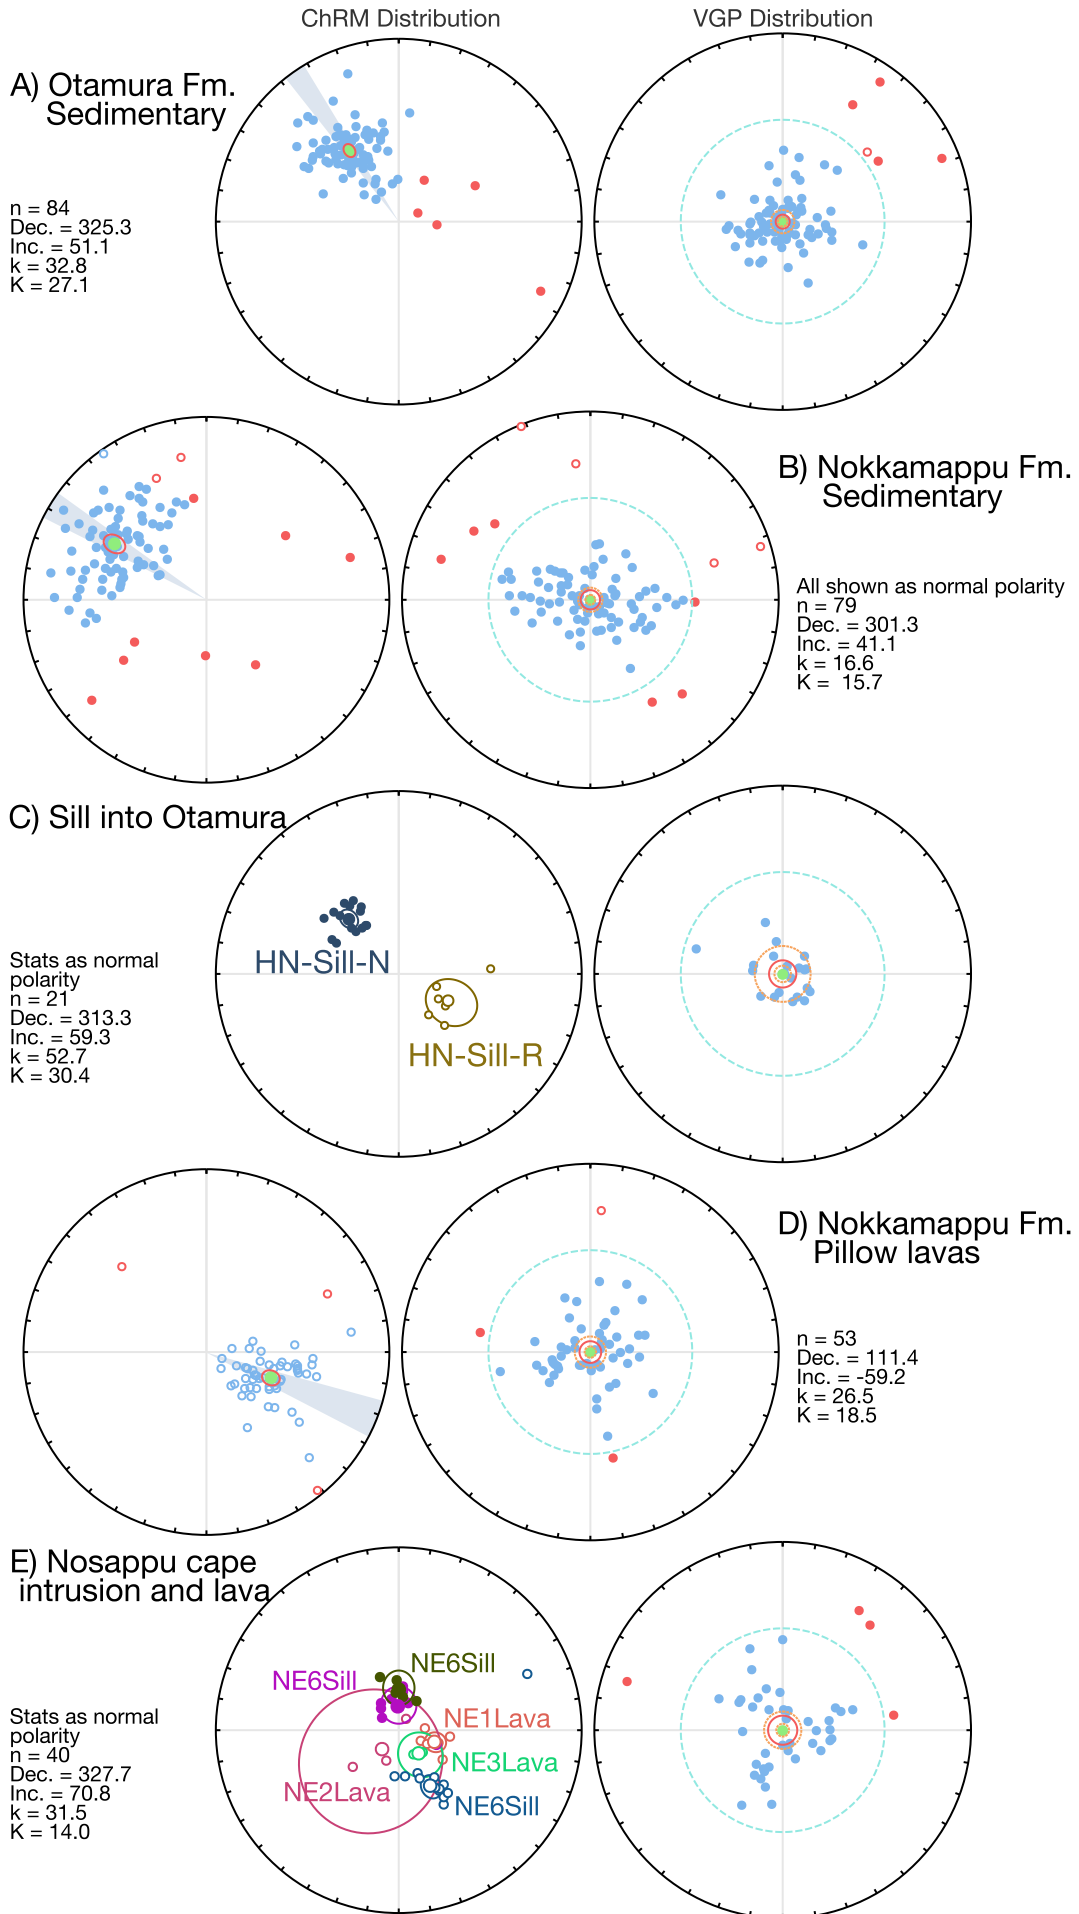 ChRM Distribution
VGP Distribution
A) Otamura Fm.
Sedimentary
n = 84
Dec. = 325.3
Inc. = 51.1
k = 32.8
K = 27.1
B) Nokkamappu Fm.
Sedimentary
All shown as normal polarity
n = 79
Dec. = 301.3
Inc. = 41.1
k = 16.6
K =  15.7
C) Sill into Otamura
HN-Sill-N
HN-Sill-R
Stats as normal
polarity
n = 21
Dec. = 313.3
Inc. = 59.3
k = 52.7
K = 30.4
D) Nokkamappu Fm.
Pillow lavas
n = 53
Dec. = 111.4
Inc. = -59.2
k = 26.5
K = 18.5
E) Nosappu cape
intrusion and lava
NE6Sill
NE6Sill
NE1Lava
NE3Lava
NE2Lava
NE6Sill
Stats as normal
polarity
n = 40
Dec. = 327.7
Inc. = 70.8
k = 31.5
K = 14.0